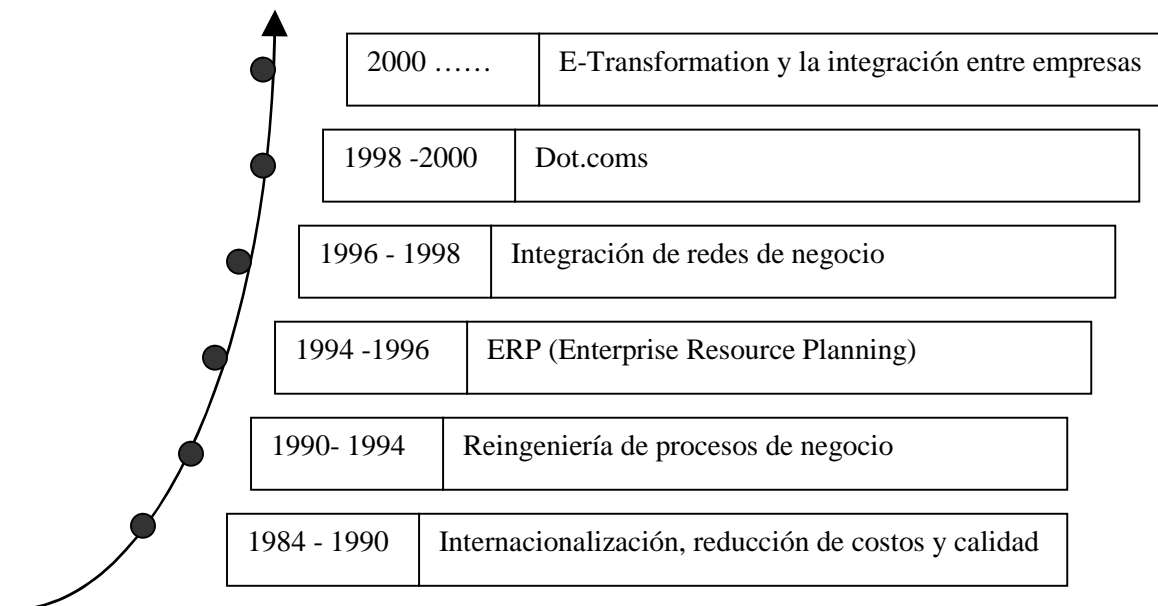 2000 …… E-Transformation y la integración entre empresas
1998 -2000 Dot.coms
1996 - 1998 Integración de redes de negocio
1994 -1996 ERP (Enterprise Resource Planning)
1990- 1994 Reingeniería de procesos de negocio
1984 - 1990 Internacionalización, reducción de costos y calidad